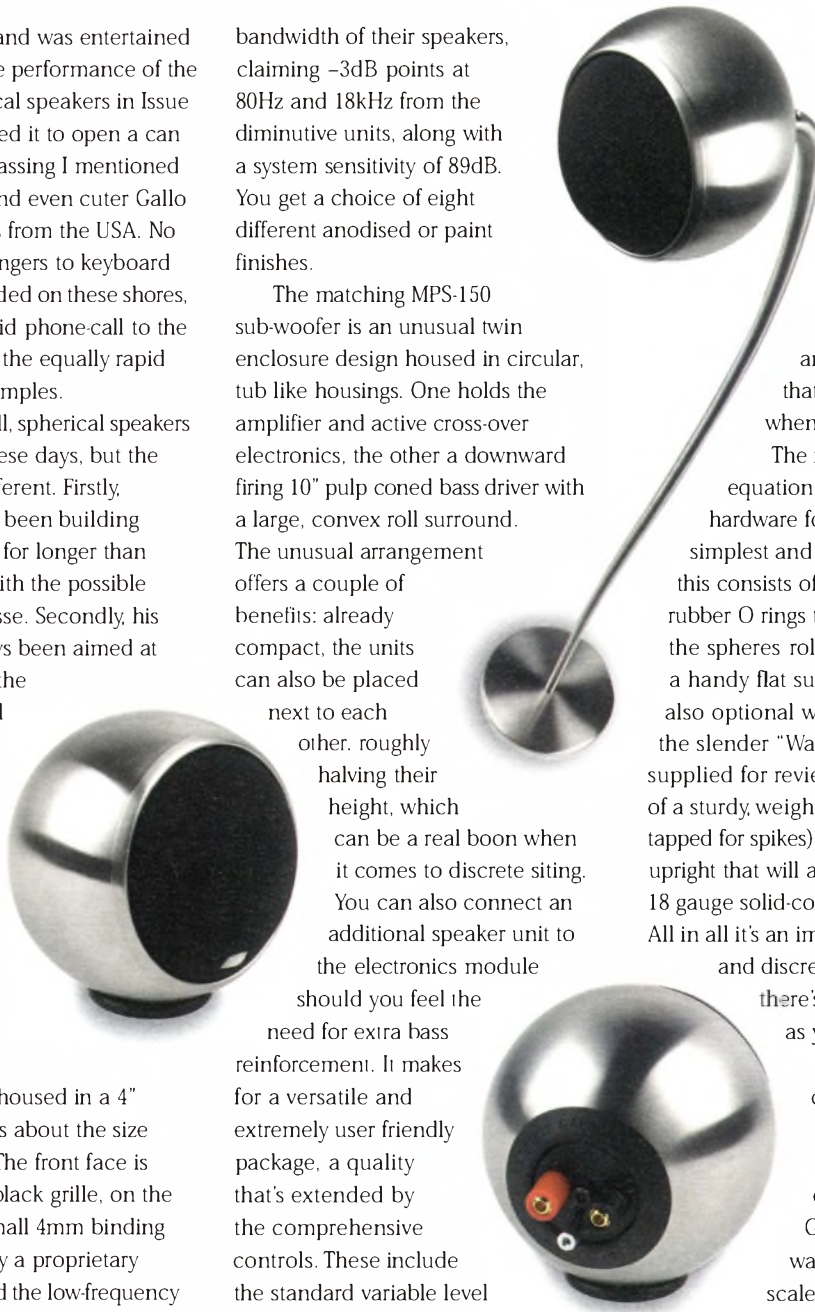 and was entertained
e performance of the
cal speakers in Issue
ed it to open a can
assing I mentioned
nd even cuter Gallo
s from the USA. No
ngers to keyboard
ded on these shores,
id phone-call to the
the equally rapid
mples.
ll, spherical speakers
ese days, but the
ferent. Firstly,
been building
for longer than
ith the possible
sse. Secondly, his
ys been aimed at
the
l
housed in a 4"
s about the size
The front face is
black grille, on the
nall 4mm binding
y a proprietary
d the low-frequency
bandwidth of their speakers,
claiming –3dB points at
80Hz and 18kHz from the
diminutive units, along with
a system sensitivity of 89dB.
You get a choice of eight
different anodised or paint
finishes.
The matching MPS-150
sub-woofer is an unusual twin
enclosure design housed in circular,
tub like housings. One holds the
amplifier and active cross-over
electronics, the other a downward
firing 10" pulp coned bass driver with
a large, convex roll surround.
The unusual arrangement
offers a couple of
benefits: already
compact, the units
can also be placed
next to each
other. roughly
halving their
height, which
can be a real boon when
it comes to discrete siting.
You can also connect an
additional speaker unit to
the electronics module
should you feel the
need for extra bass
reinforcement. It makes
for a versatile and
extremely user friendly
package, a quality
that's extended by
the comprehensive
controls. These include
the standard variable level
ar
that
when
The
equation
hardware fo
simplest and
this consists of
rubber O rings t
the spheres rol
a handy flat su
also optional w
the slender "Wa
supplied for revie
of a sturdy, weigh
tapped for spikes)
upright that will a
18 gauge solid-co
All in all it's an im
and discre
there's
as y
c
G
wa
scale